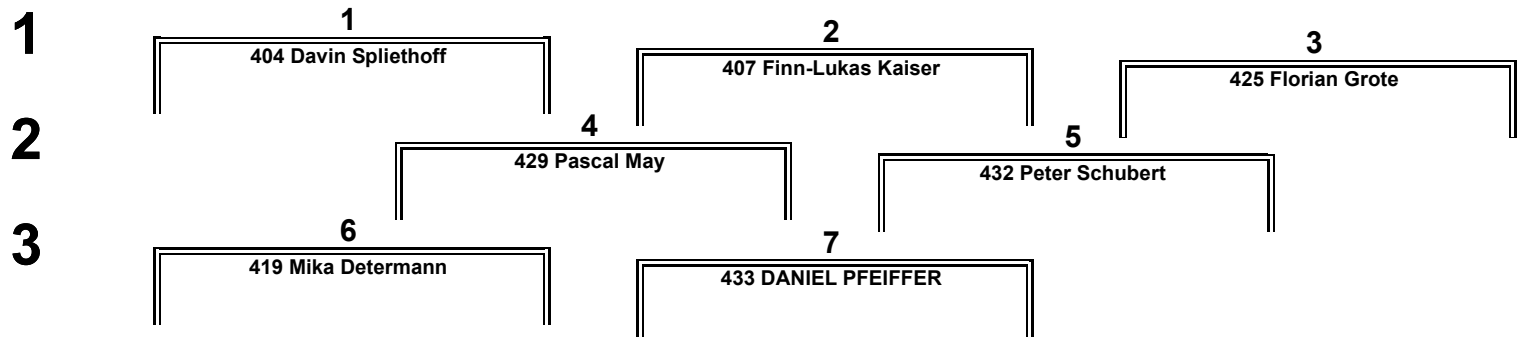 1
1
2
3
404 Davin Spliethoff
407 Finn-Lukas Kaiser
425 Florian Grote
2
4
5
429 Pascal May
432 Peter Schubert
3
6
7
419 Mika Determann
433 DANIEL PFEIFFER